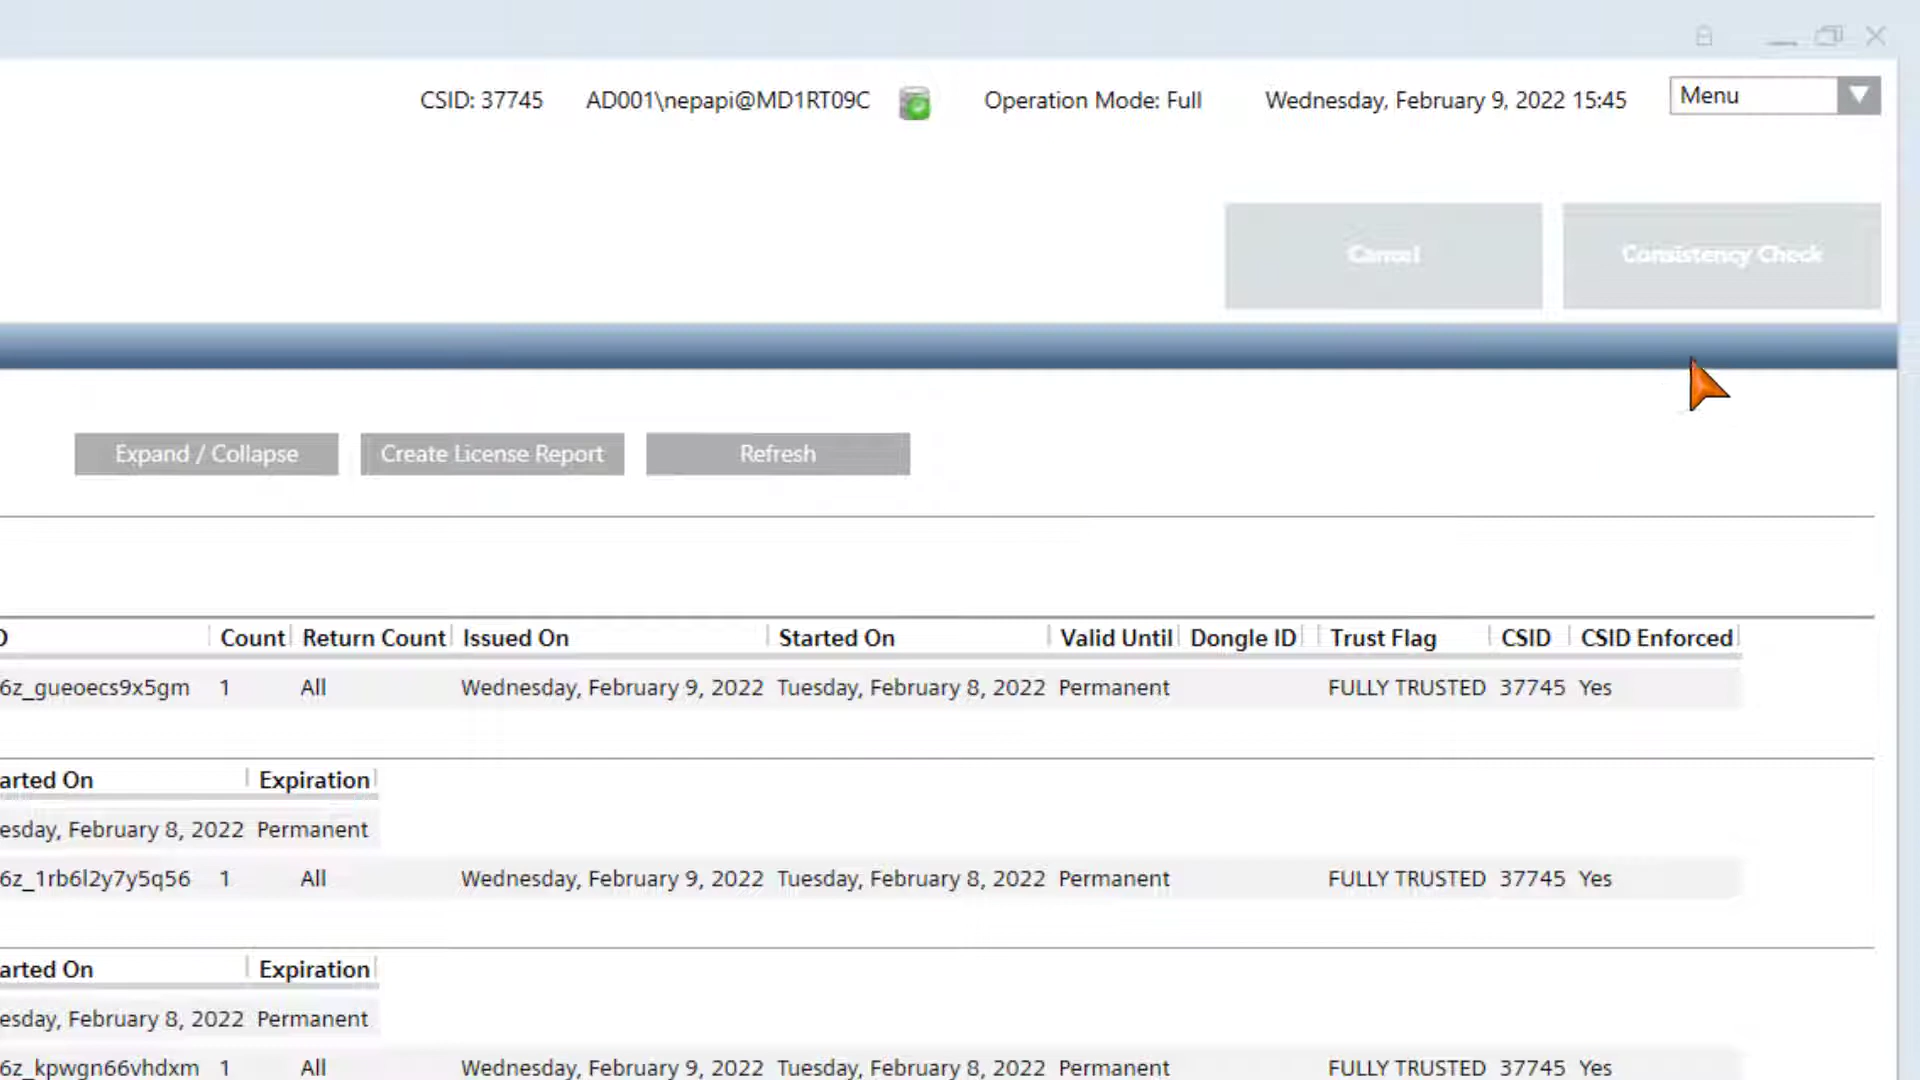 CSID: 37745 AD001\nepapi@MD1RT09C Operation Mode: Full Wednesday, February 9, 2022 15:45 Menu
Cancel Consistency Check
Expand / Collapse Create License Report Refresh
Count Return Count Issued On Started On Valid Until Dongle ID Trust Flag CSID CSID Enforced
6z_gueoecs9x5gm 1 All Wednesday, February 9, 2022 Tuesday, February 8, 2022 Permanent FULLY TRUSTED 37745 Yes
arted On Expiration
esday, February 8, 2022 Permanent
6z_1rb6l2y7y5q56 1 All Wednesday, February 9, 2022 Tuesday, February 8, 2022 Permanent FULLY TRUSTED 37745 Yes
arted On Expiration
esday, February 8, 2022 Permanent
6z_kpwgn66vhdxm 1 All Wednesday, February 9, 2022 Tuesday, February 8, 2022 Permanent FULLY TRUSTED 37745 Yes